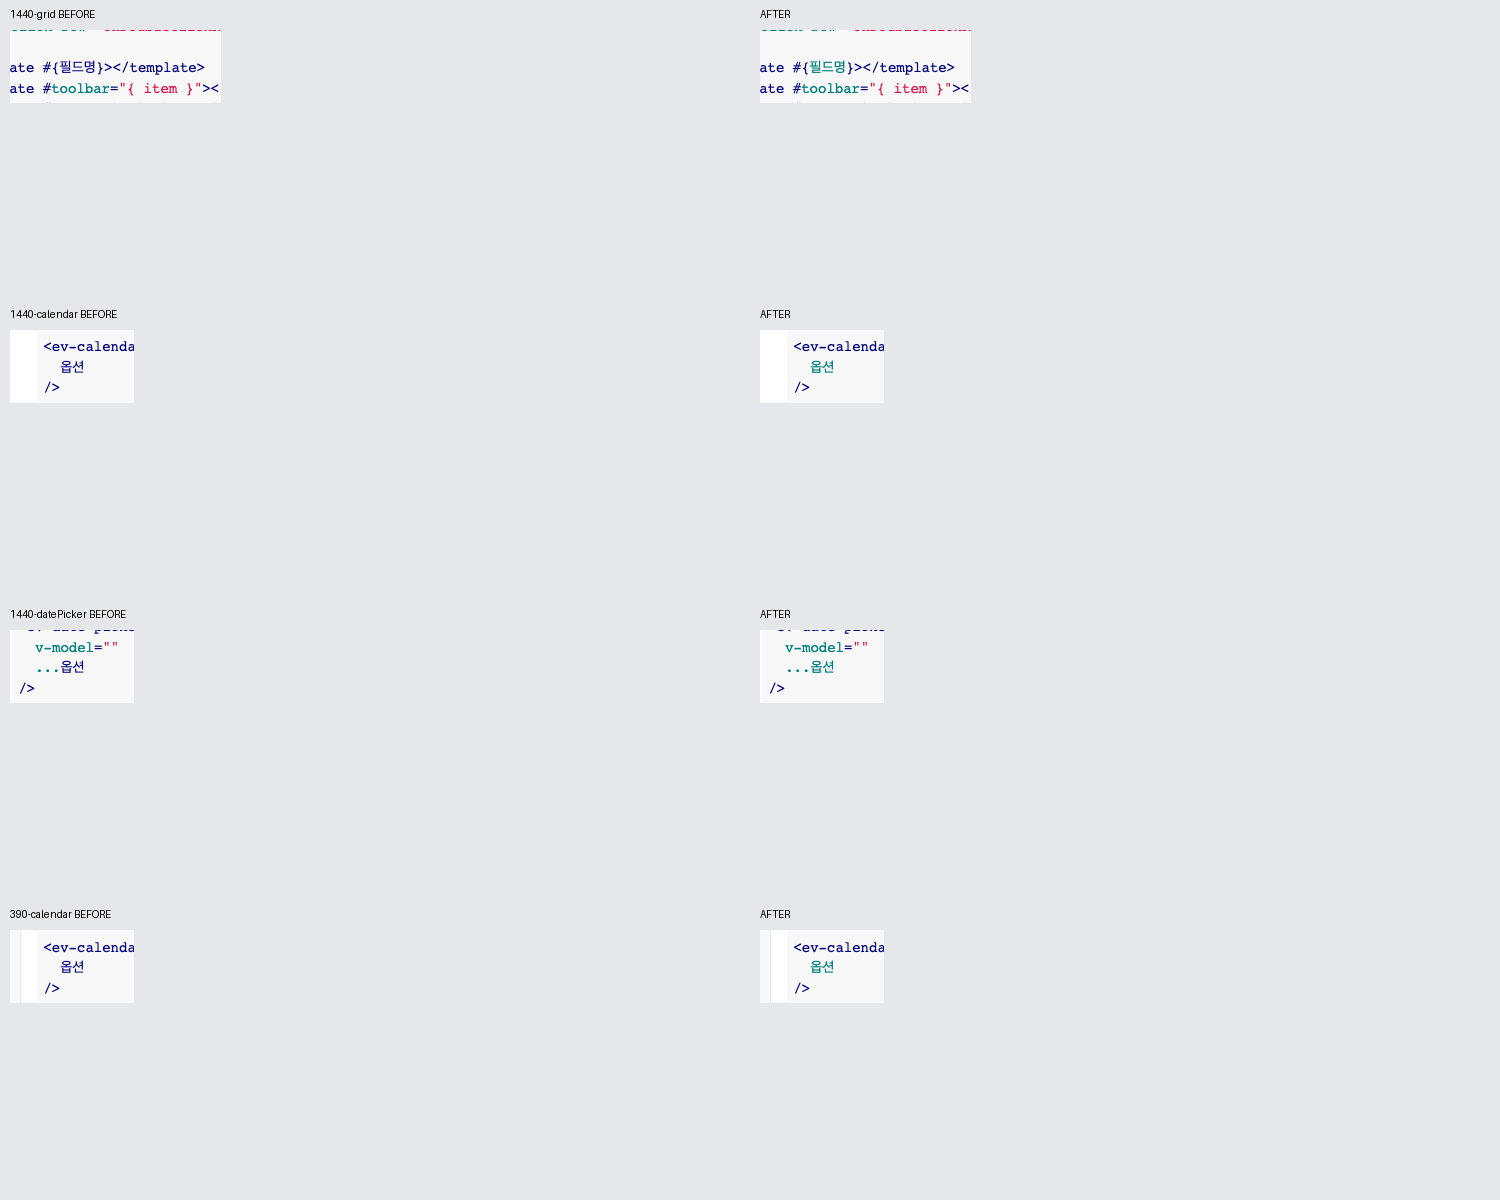 1440-grid BEFORE
AFTER
ate #{필드명}></template>
ate #toolbar="{ item }"><
ate #{필드명}></template>
ate #toolbar="{ item }"><
1440-calendar BEFORE
AFTER
<ev-calenda
옵션
/>
<ev-calenda
옵션
/>
1440-datePicker BEFORE
AFTER
v-model=""
...옵션
/>
v-model=""
...옵션
/>
390-calendar BEFORE
AFTER
<ev-calenda
옵션
/>
<ev-calenda
옵션
/>